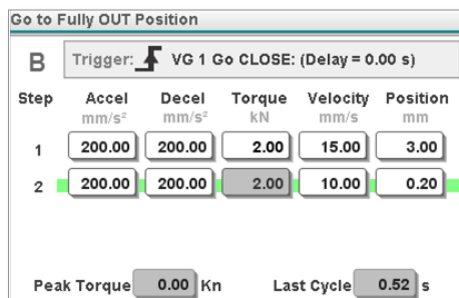 Go to Fully OUT Position
B Trigger: VG 1 Go CLOSE: (Delay = 0.00 s)
Step Accel Decel Torque Velocity Position
mm/s² mm/s² kN mm/s mm
1 200.00 200.00 2.00 15.00 3.00
2 200.00 200.00 2.00 10.00 0.20
Peak Torque 0.00 Kn Last Cycle 0.52 s